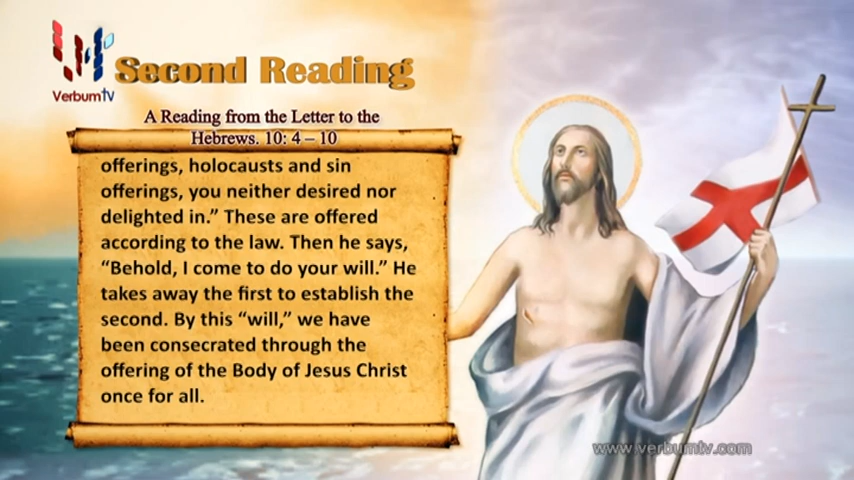 VerbumTV
Second Reading
A Reading from the Letter to the
Hebrews. 10: 4 – 10
offerings, holocausts and sin
offerings, you neither desired nor
delighted in.” These are offered
according to the law. Then he says,
“Behold, I come to do your will.” He
takes away the first to establish the
second. By this “will,” we have
been consecrated through the
offering of the Body of Jesus Christ
once for all.
www.verbumtv.com